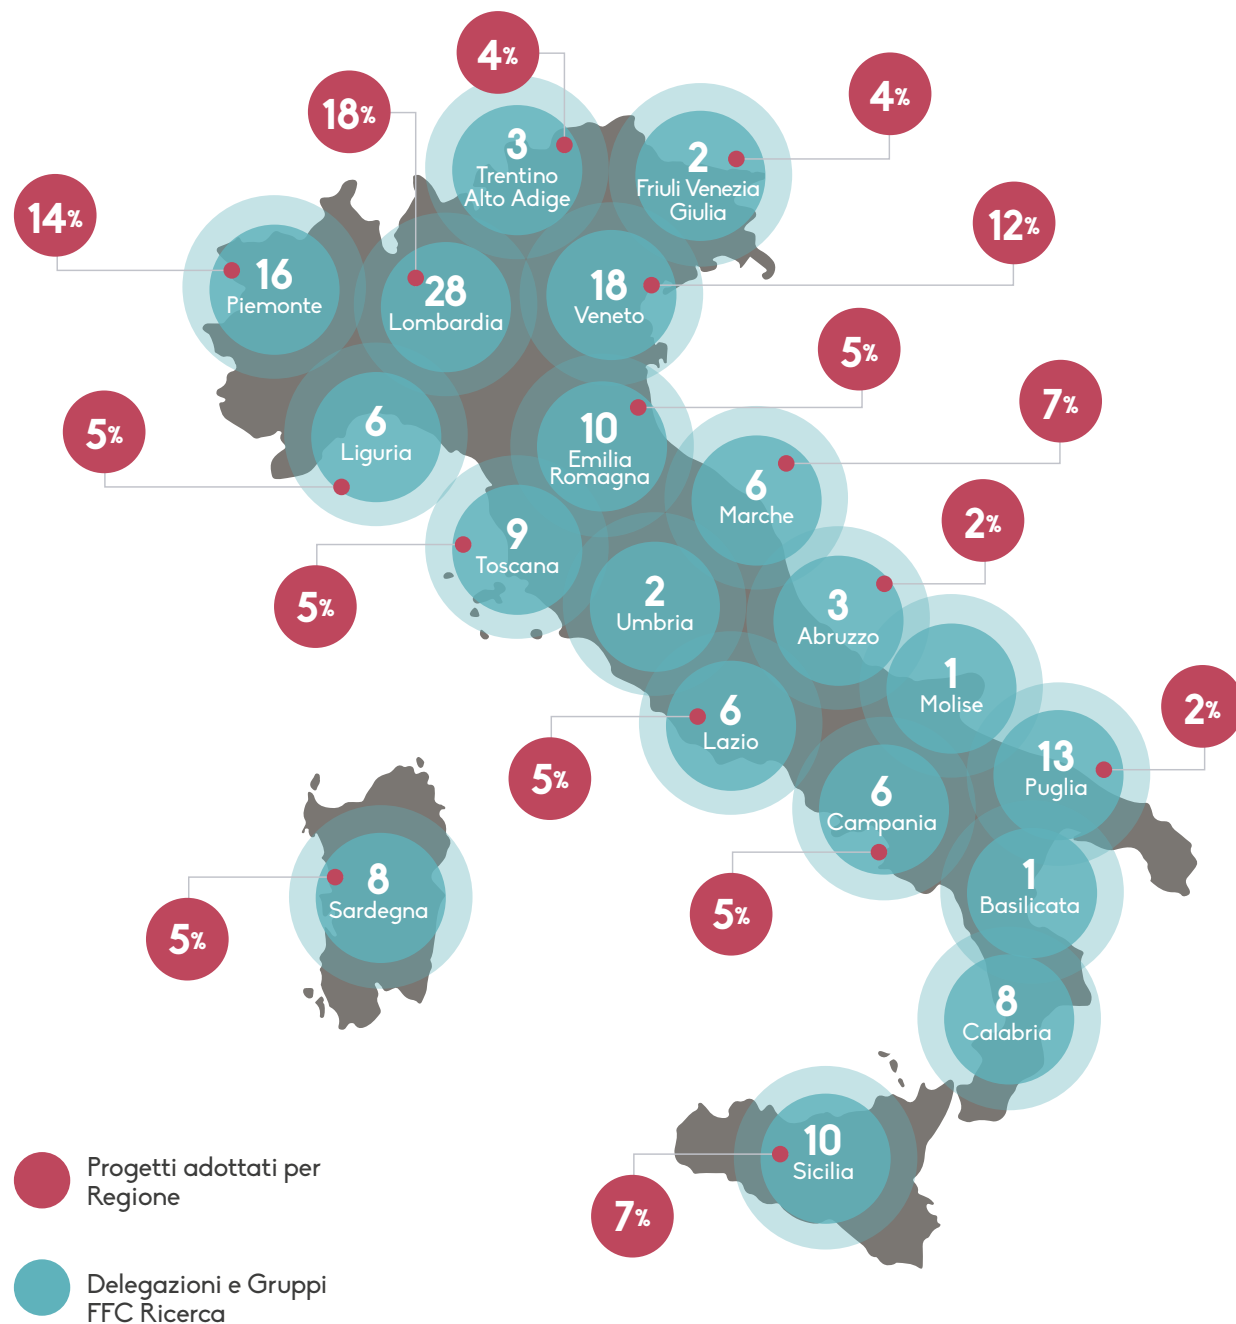 4%
4%
18%
3
Trentino
Alto Adige
2
Friuli Venezia
Giulia
14%
12%
16
Piemonte
28
Lombardia
18
Veneto
5%
7%
5%
6
Liguria
10
Emilia
Romagna
6
Marche
2%
9
Toscana
5%
2
Umbria
3
Abruzzo
1
Molise
2%
6
Lazio
5%
13
Puglia
6
Campania
5%
8
Sardegna
5%
1
Basilicata
8
Calabria
10
Sicilia
7%
Progetti adottati per
Regione
Delegazioni e Gruppi
FFC Ricerca